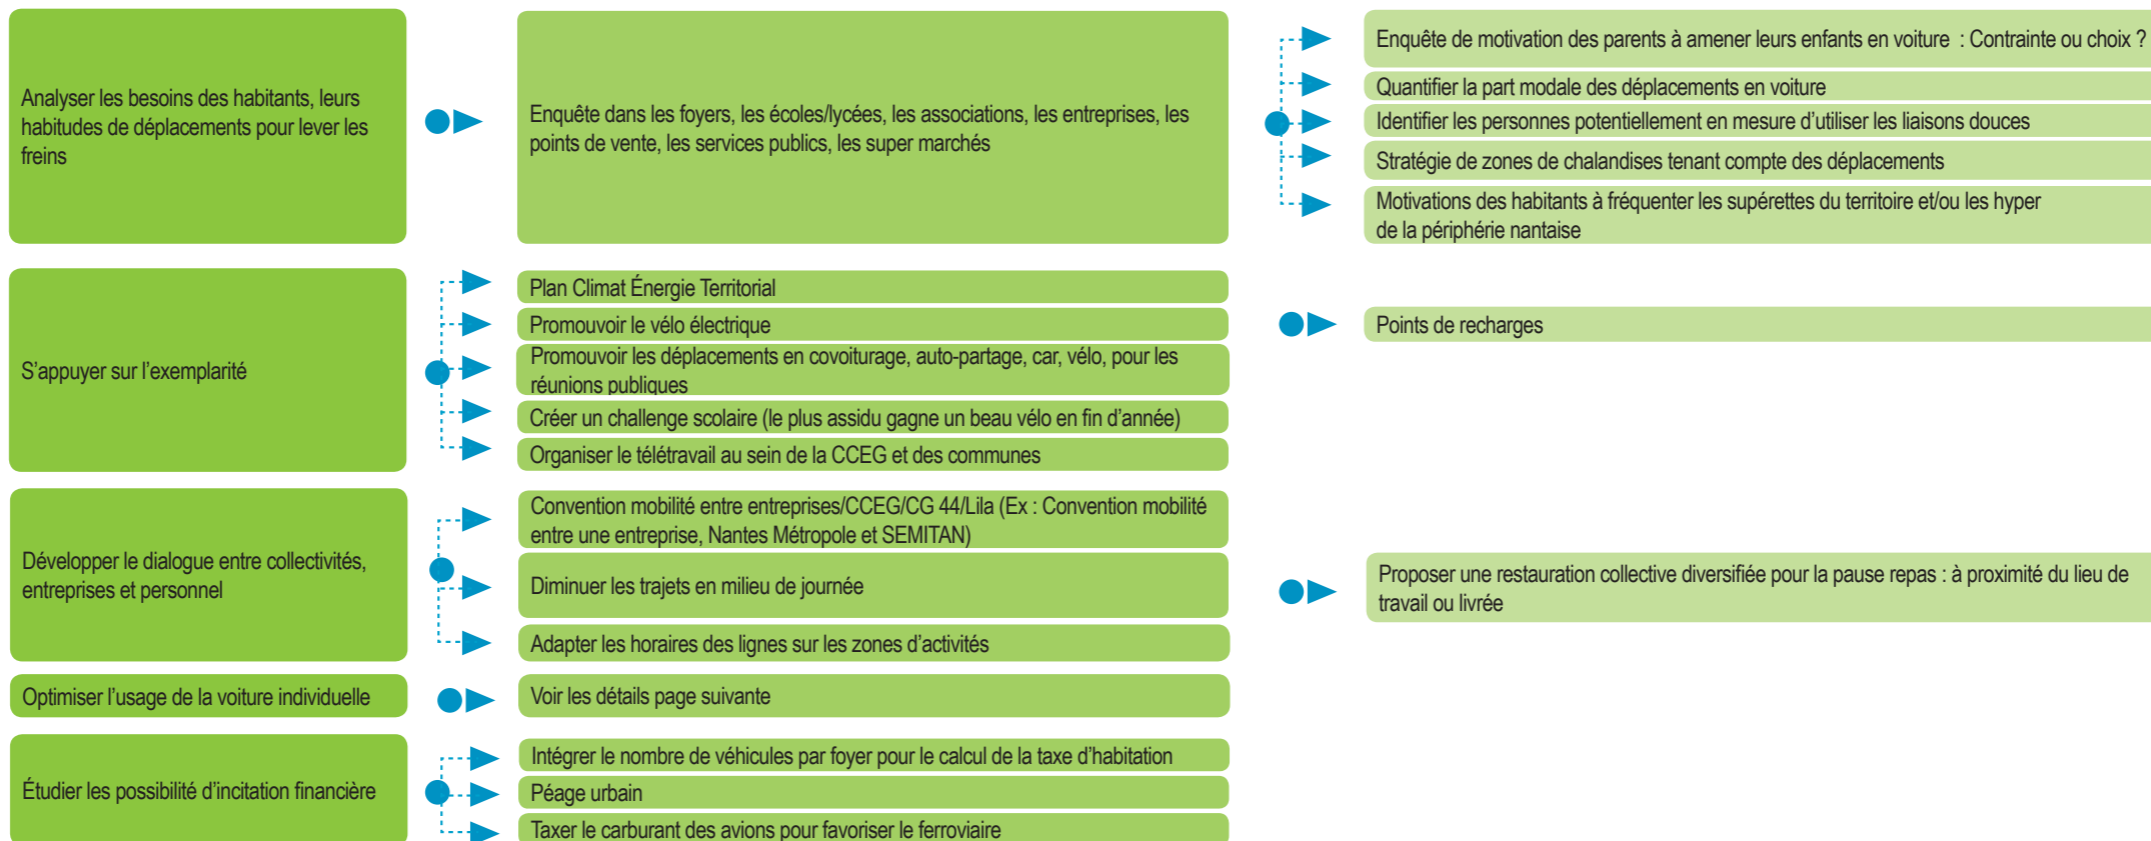 Analyser les besoins des habitants, leurs
habitudes de déplacements pour lever les
freins
Enquête dans les foyers, les écoles/lycées, les associations, les entreprises, les
points de vente, les services publics, les super marchés
Enquête de motivation des parents à amener leurs enfants en voiture : Contrainte ou choix ?
Quantifier la part modale des déplacements en voiture
Identifier les personnes potentiellement en mesure d'utiliser les liaisons douces
Stratégie de zones de chalandises tenant compte des déplacements
Motivations des habitants à fréquenter les supérettes du territoire et/ou les hyper
de la périphérie nantaise
S'appuyer sur l'exemplarité
Plan Climat Énergie Territorial
Promouvoir le vélo électrique
Points de recharges
Promouvoir les déplacements en covoiturage, auto-partage, car, vélo, pour les
réunions publiques
Créer un challenge scolaire (le plus assidu gagne un beau vélo en fin d'année)
Organiser le télétravail au sein de la CCEG et des communes
Développer le dialogue entre collectivités,
entreprises et personnel
Convention mobilité entre entreprises/CCEG/CG 44/Lila (Ex : Convention mobilité
entre une entreprise, Nantes Métropole et SEMITAN)
Diminuer les trajets en milieu de journée
Proposer une restauration collective diversifiée pour la pause repas : à proximité du lieu de
travail ou livrée
Adapter les horaires des lignes sur les zones d'activités
Optimiser l'usage de la voiture individuelle
Voir les détails page suivante
Étudier les possibilité d'incitation financière
Intégrer le nombre de véhicules par foyer pour le calcul de la taxe d'habitation
Péage urbain
Taxer le carburant des avions pour favoriser le ferroviaire